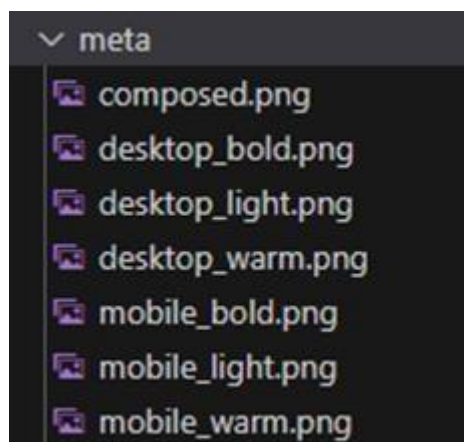 meta
composed.png
desktop_bold.png
desktop_light.png
desktop_warm.png
mobile_bold.png
mobile_light.png
mobile_warm.png